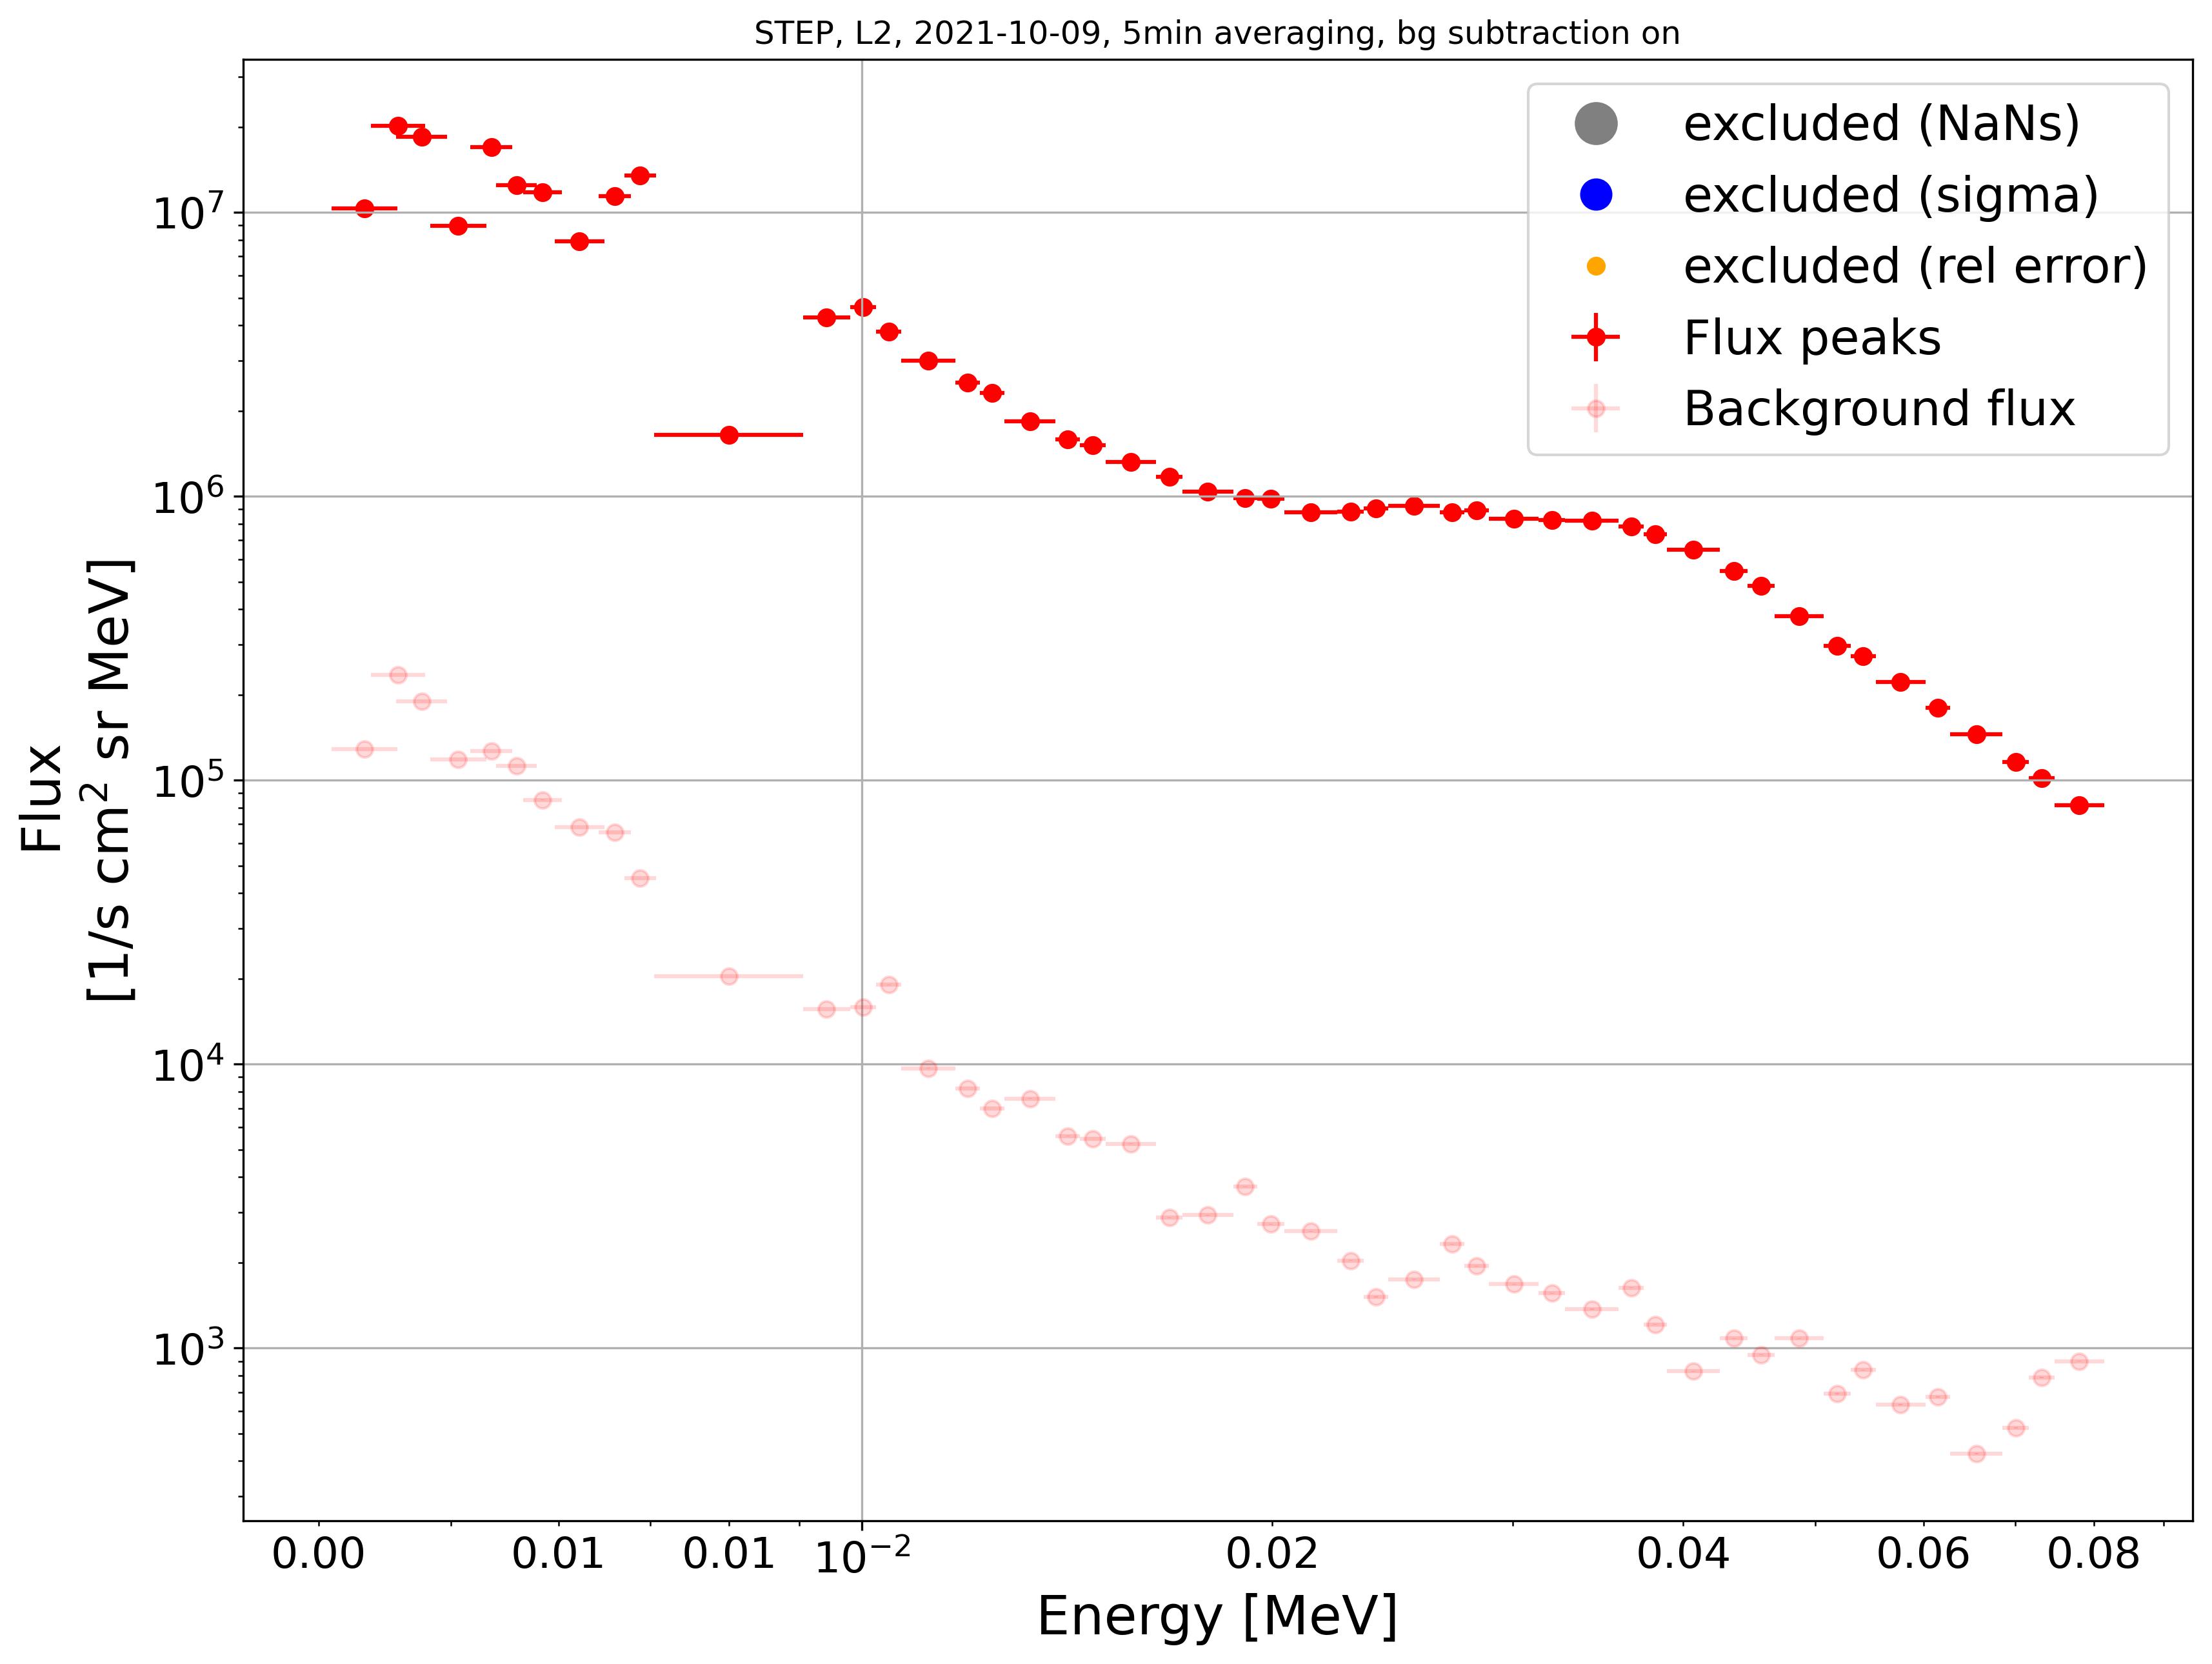 STEP, L2, 2021-10-09, 5min averaging, bg subtraction on
excluded (NaNs)
excluded (sigma)
excluded (rel error)
Flux peaks
Background flux
10⁷
10⁶
10⁵
10⁴
10³
Flux
[1/s cm² sr MeV]
0.00 0.01 0.01 10⁻² 0.02 0.04 0.06 0.08
Energy [MeV]